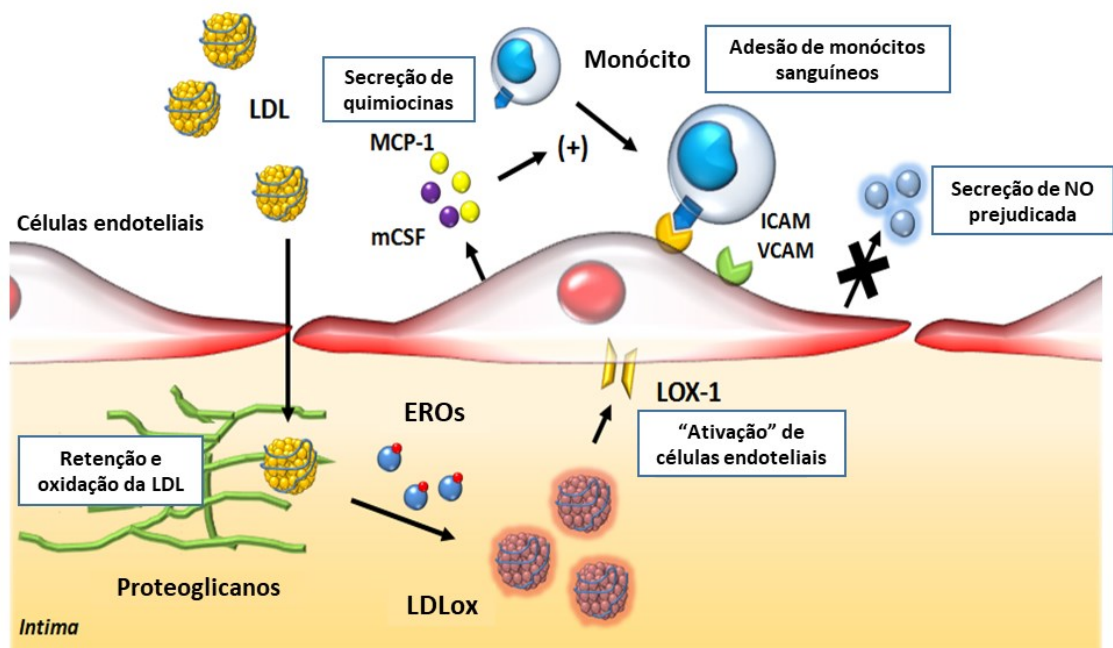 Adesão de monócitos
sanguíneos
Monócito
Secreção de
quimiocinas
LDL
MCP-1
(+)
mCSF
ICAM
VCAM
Secreção de NO
prejudicada
Células endoteliais
EROs
LOX-1
“Ativação” de
células endoteliais
Retenção e
oxidação da LDL
Proteoglicanos
LDLox
Intima